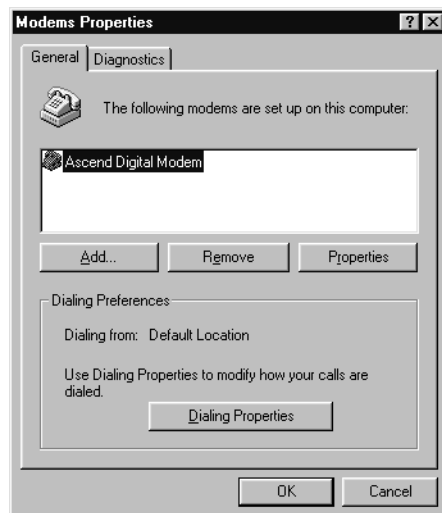 Modems Properties
General Diagnostics
The following modems are set up on this computer:
Ascend Digital Modem
Add... Remove Properties
Dialing Preferences
Dialing from: Default Location
Use Dialing Properties to modify how your calls are
dialed.
Dialing Properties
OK Cancel